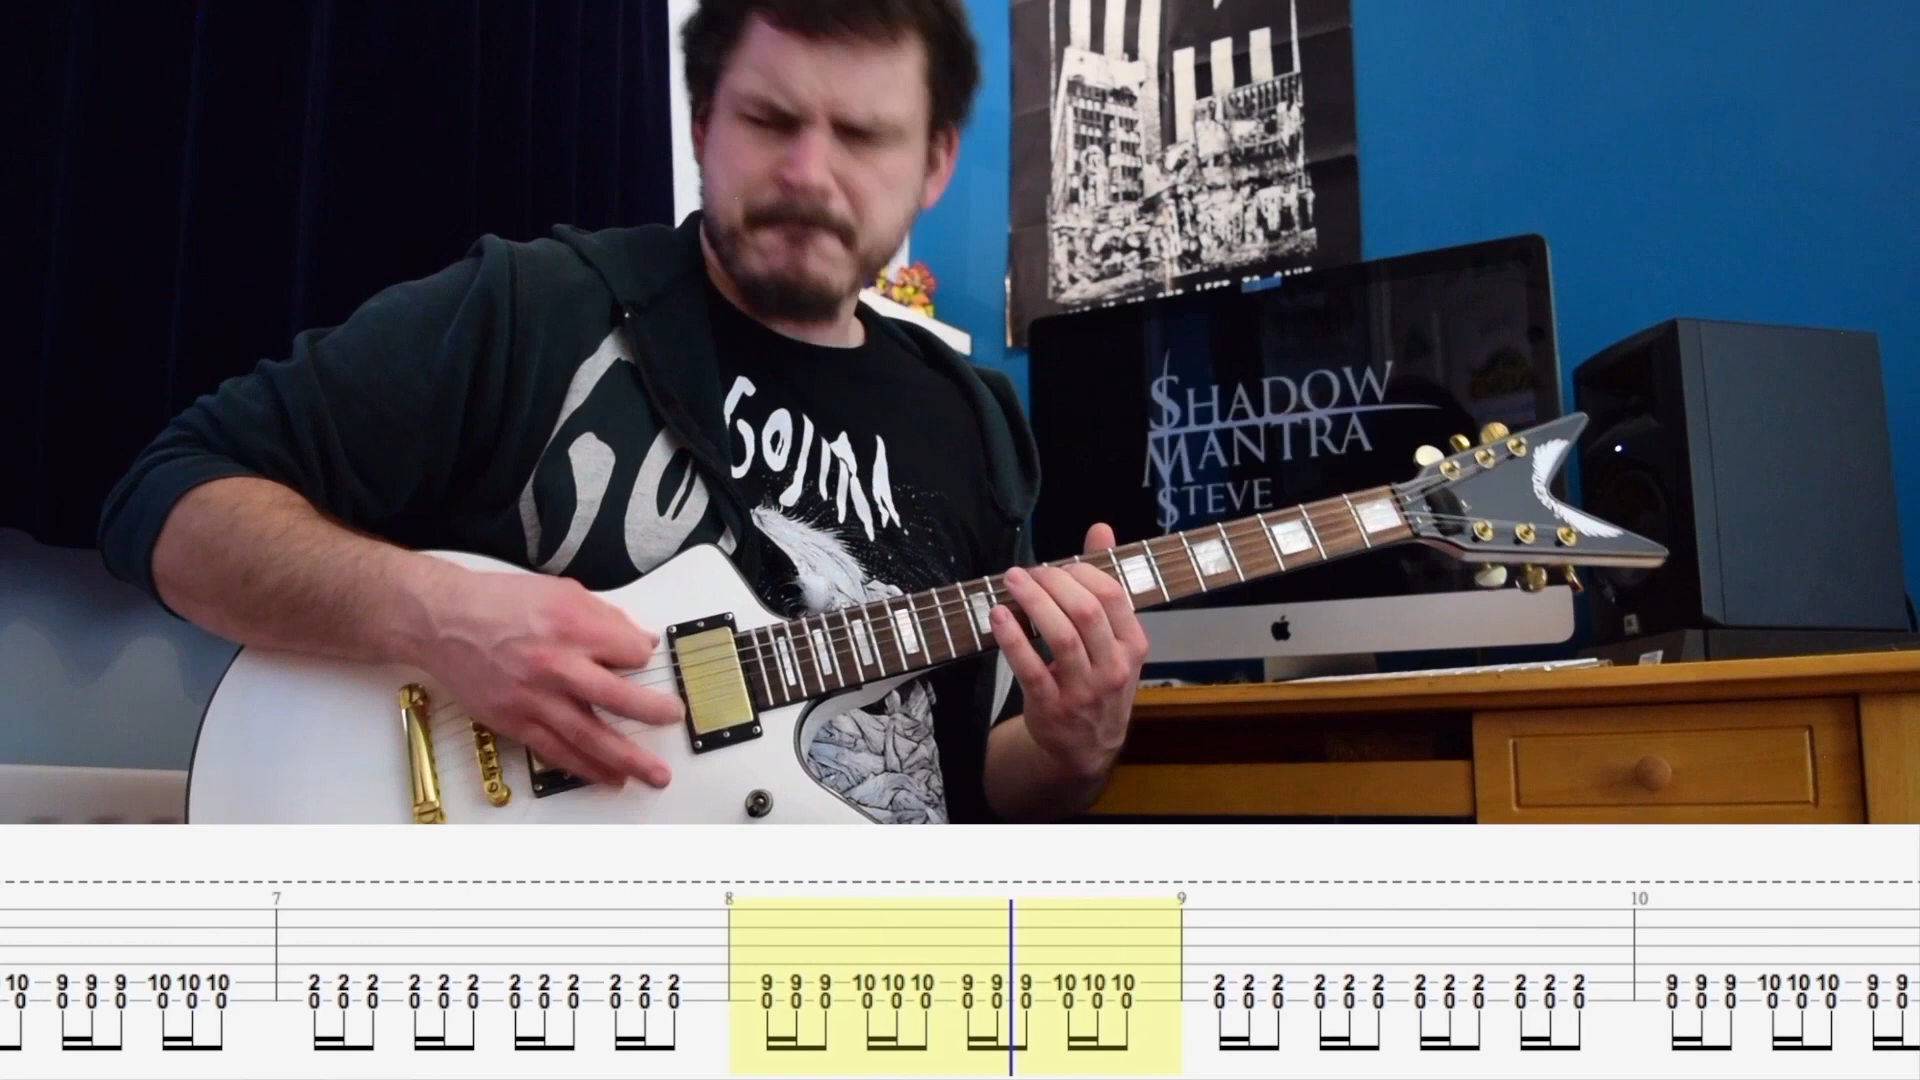 GO
GOJIRA
SHADOW
MANTRA
STEVE
7 8 9 10
10 9 9 9 10 10 10 2 2 2 2 2 2 2 2 2 2 2 2 9 9 9 10 10 10 9 9 9 10 10 10 2 2 2 2 2 2 2 2 2 2 2 2 9 9 9 10 10 10 9 9
0 0 0 0 0 0 0 0 0 0 0 0 0 0 0 0 0 0 0 0 0 0 0 0 0 0 0 0 0 0 0 0 0 0 0 0 0 0 0 0 0 0 0 0 0 0 0 0 0 0 0